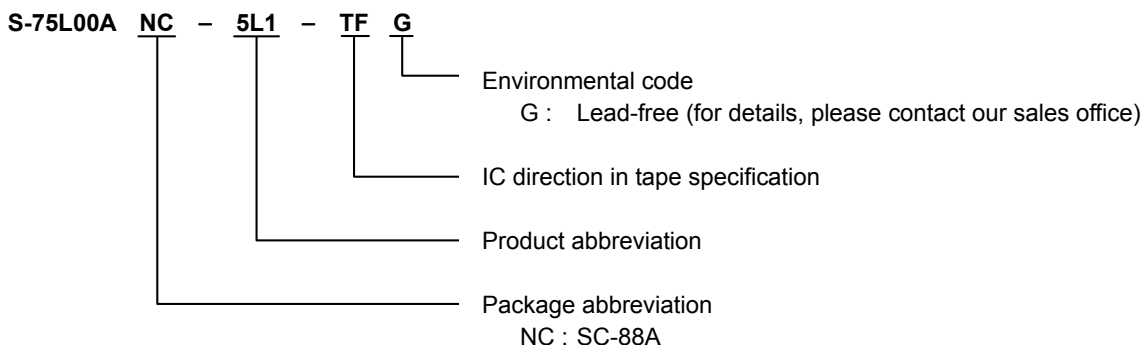 S-75L00A NC – 5L1 – TF G
Environmental code
G : Lead-free (for details, please contact our sales office)
IC direction in tape specification
Product abbreviation
Package abbreviation
NC : SC-88A